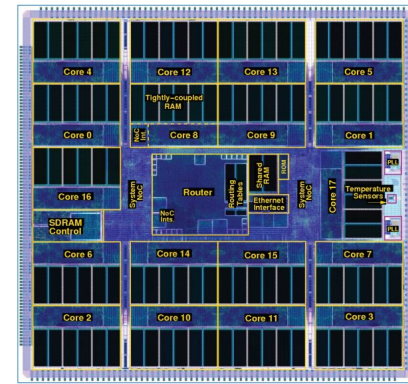 Core 4
Core 12
Core 13
Core 5
Tightly-coupled
RAM
Core 0
NoC
Int.
Core 8
Core 9
Core 1
Core 16
System
NoC
Router
NoC
Ints.
Routing
Tables
Shared
RAM
ROM
Ethernet
Interface
System
NoC
Core 17
PLL
Temperature
Sensors
PLL
SDRAM
Control
Core 6
Core 14
Core 15
Core 7
Core 2
Core 10
Core 11
Core 3